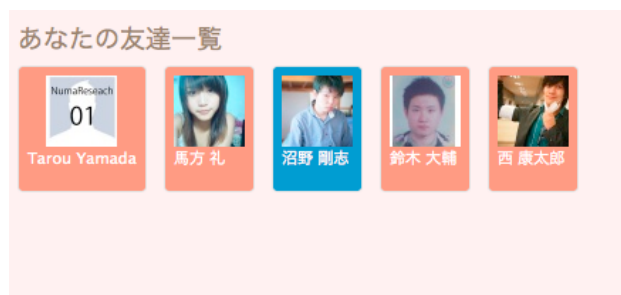 あなたの友達一覧
NumaReseach
01
Tarou Yamada
馬方 礼
沼野 剛志
鈴木 大輔
西 康太郎